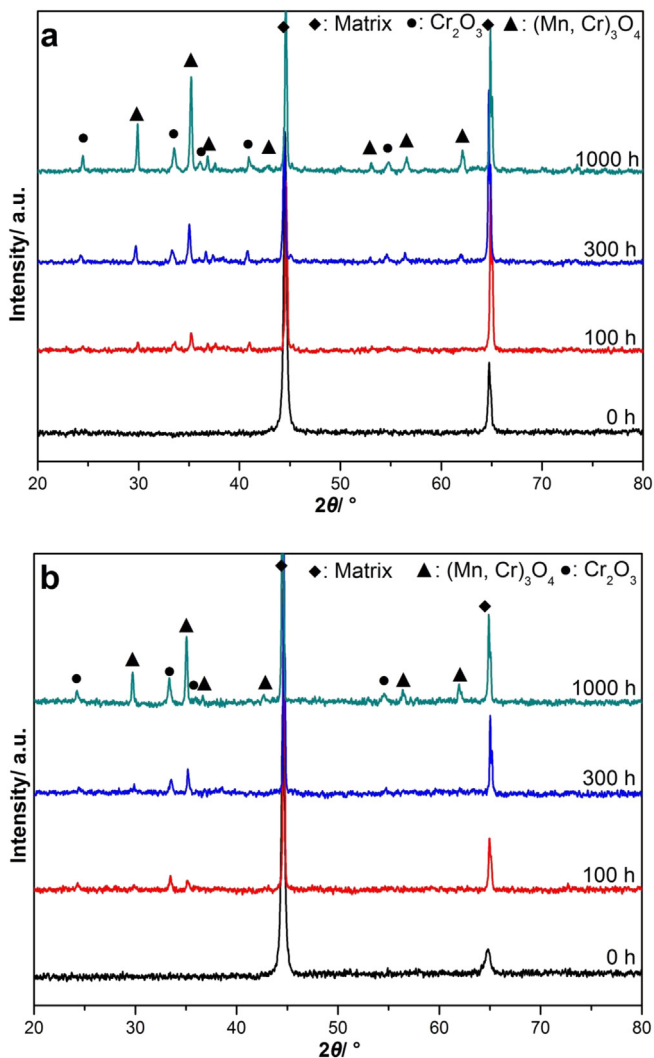 a
◆: Matrix ●: Cr₂O₃ ▲: (Mn, Cr)₃O₄
1000 h
300 h
100 h
0 h
Intensity/ a.u.
20 30 40 50 60 70 80
2θ/ °
b
◆: Matrix ▲: (Mn, Cr)₃O₄ ●: Cr₂O₃
1000 h
300 h
100 h
0 h
Intensity/ a.u.
20 30 40 50 60 70 80
2θ/ °